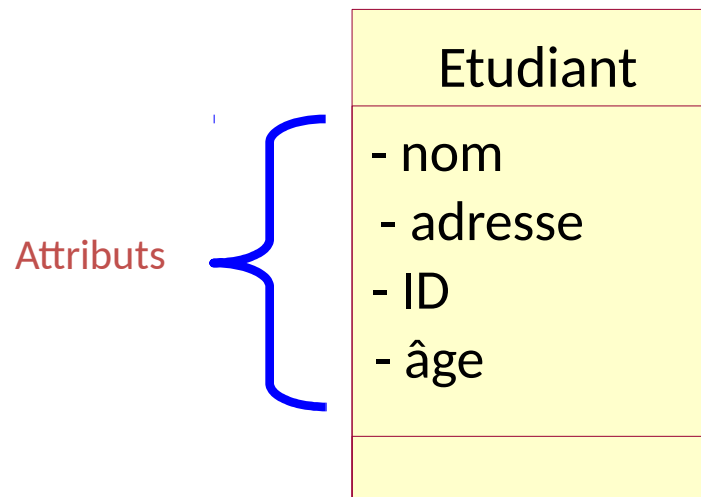 Etudiant
- nom
- adresse
Attributs
- ID
- âge